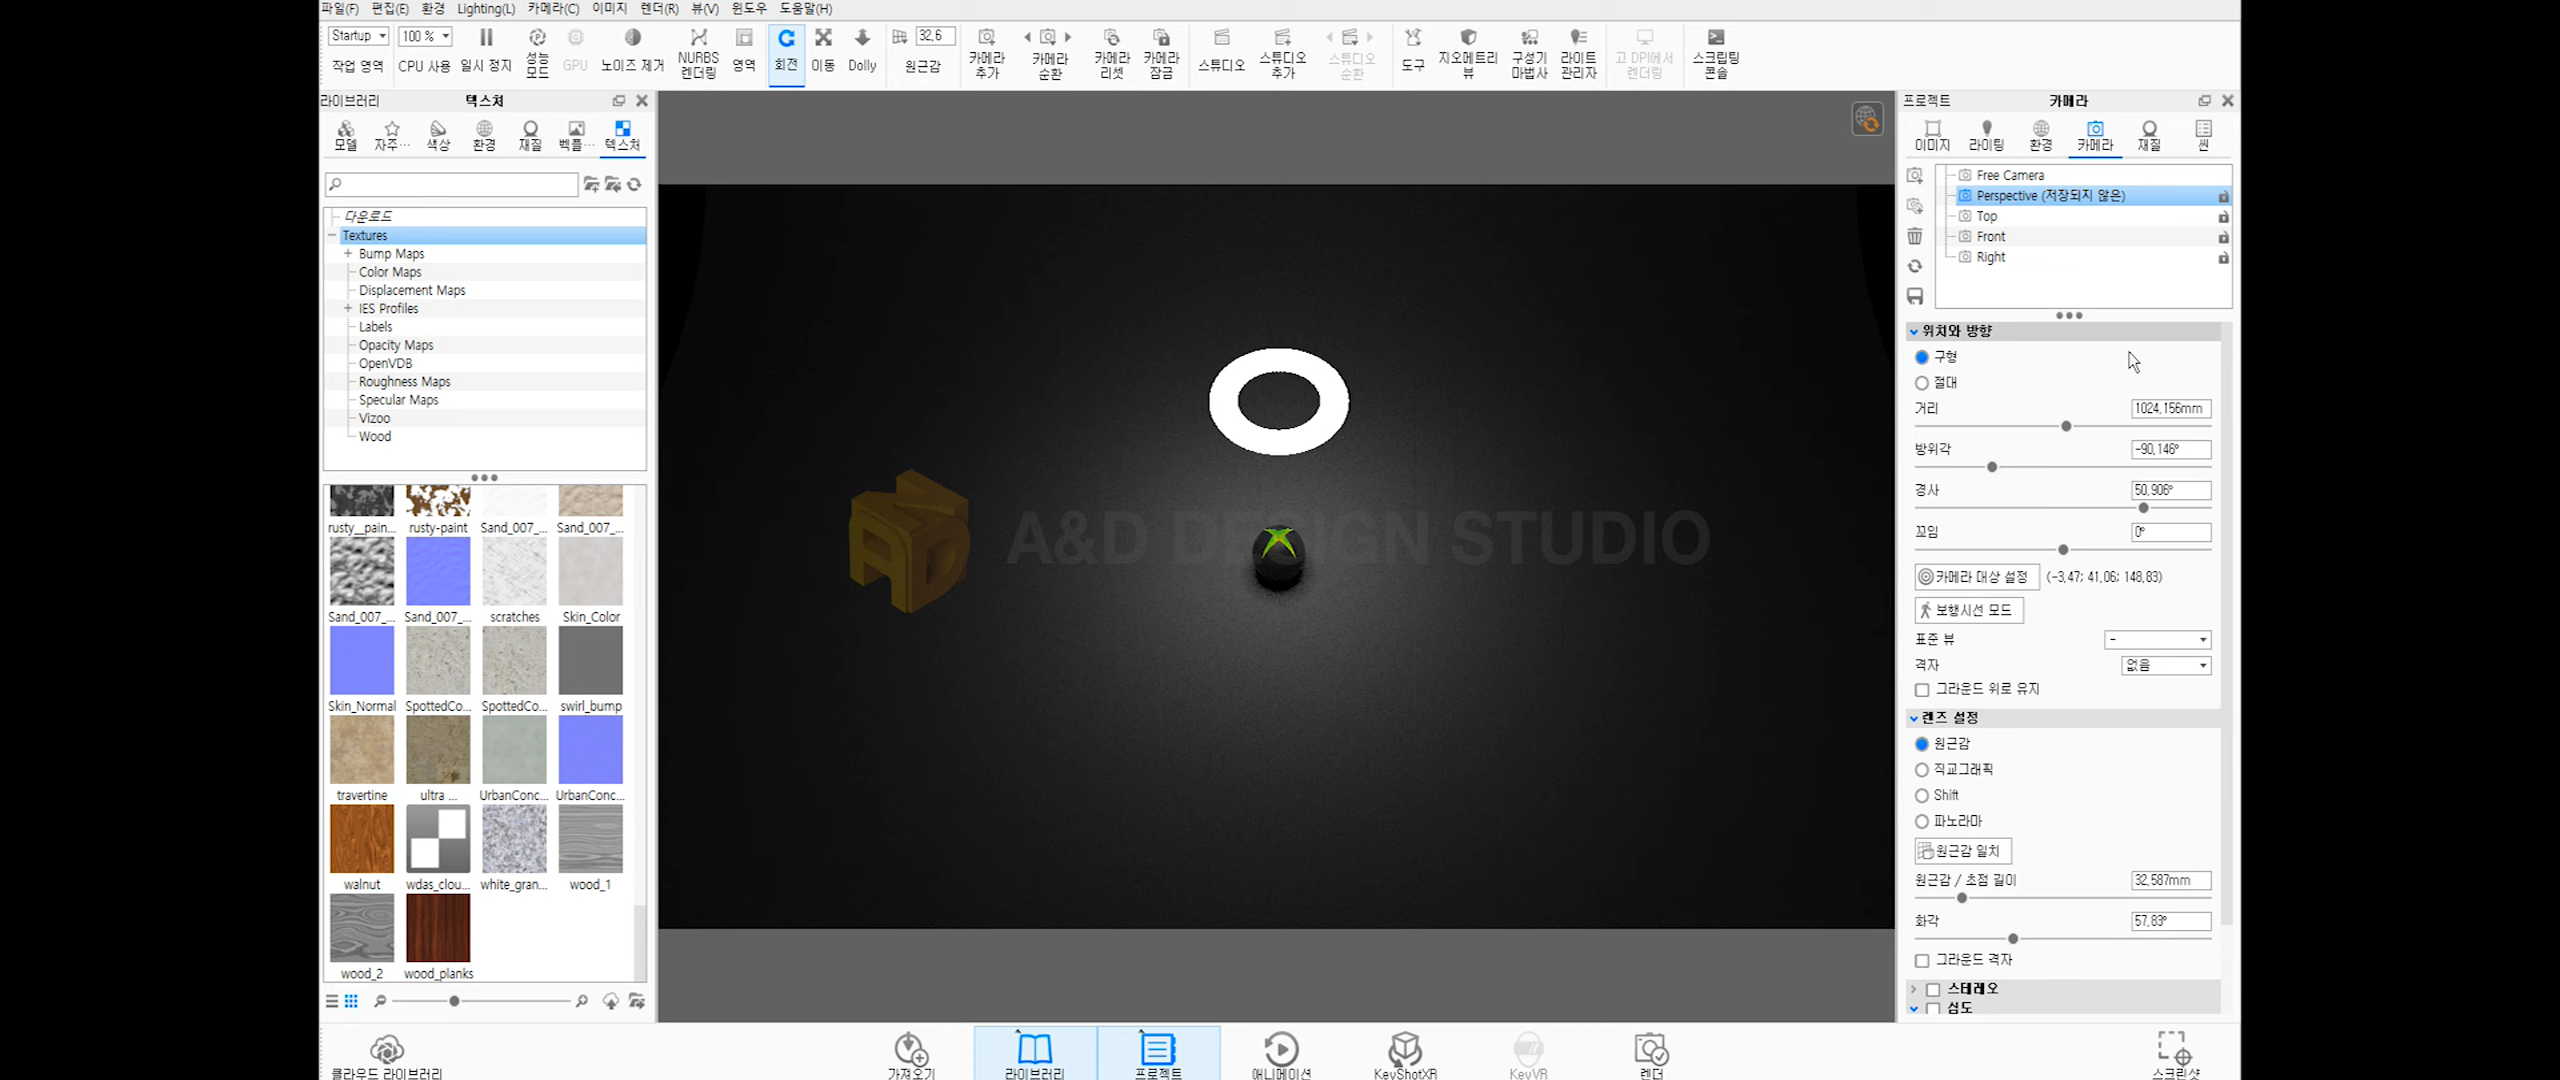 파일(F) 편집(E) 환경 Lighting(L) 카메라(C) 이미지 렌더(R) 뷰(V) 윈도우 도움말(H)
Startup 100 % 32,6
작업 영역 CPU 사용 일시 정지 성능 모드 GPU 노이즈 제거 NURBS 렌더링 영역 회전 이동 Dolly 원근감 카메라 추가 카메라 순환 카메라 리셋 카메라 잠금 스튜디오 스튜디오 추가 스튜디오 순환 도구 지오메트리 뷰 구성기 마법사 라이트 관리자 고 DPI에서 렌더링 스크립팅 콘솔
라이브러리 텍스처
모델 자주… 색상 환경 재질 백플… 텍스처
다운로드
Textures
Bump Maps
Color Maps
Displacement Maps
IES Profiles
Labels
Opacity Maps
OpenVDB
Roughness Maps
Specular Maps
Vizoo
Wood
rusty__pain... rusty-paint Sand_007_... Sand_007_...
Sand_007_... Sand_007_... scratches Skin_Color
Skin_Normal SpottedCo... SpottedCo... swirl_bump
travertine ultra ... UrbanConc... UrbanConc...
walnut wdas_clou... white_gran... wood_1
wood_2 wood_planks
A&D DESIGN STUDIO
프로젝트 카메라
이미지 라이팅 환경 카메라 재질 씬
Free Camera
Perspective (저장되지 않은)
Top
Front
Right
위치와 방향
구형
절대
거리 1024,156mm
방위각 -90,146°
경사 50,906°
꼬임 0°
카메라 대상 설정 (-3,47; 41,06; 148,83)
보행시선 모드
표준 뷰 -
격자 없음
그라운드 위로 유지
렌즈 설정
원근감
직교그래픽
Shift
파노라마
원근감 일치
원근감 / 초점 길이 32,587mm
화각 57,83°
그라운드 격자
스테레오
심도
클라우드 라이브러리 가져오기 라이브러리 프로젝트 애니메이션 KeyShotXR KeyVR 렌더 스크린샷